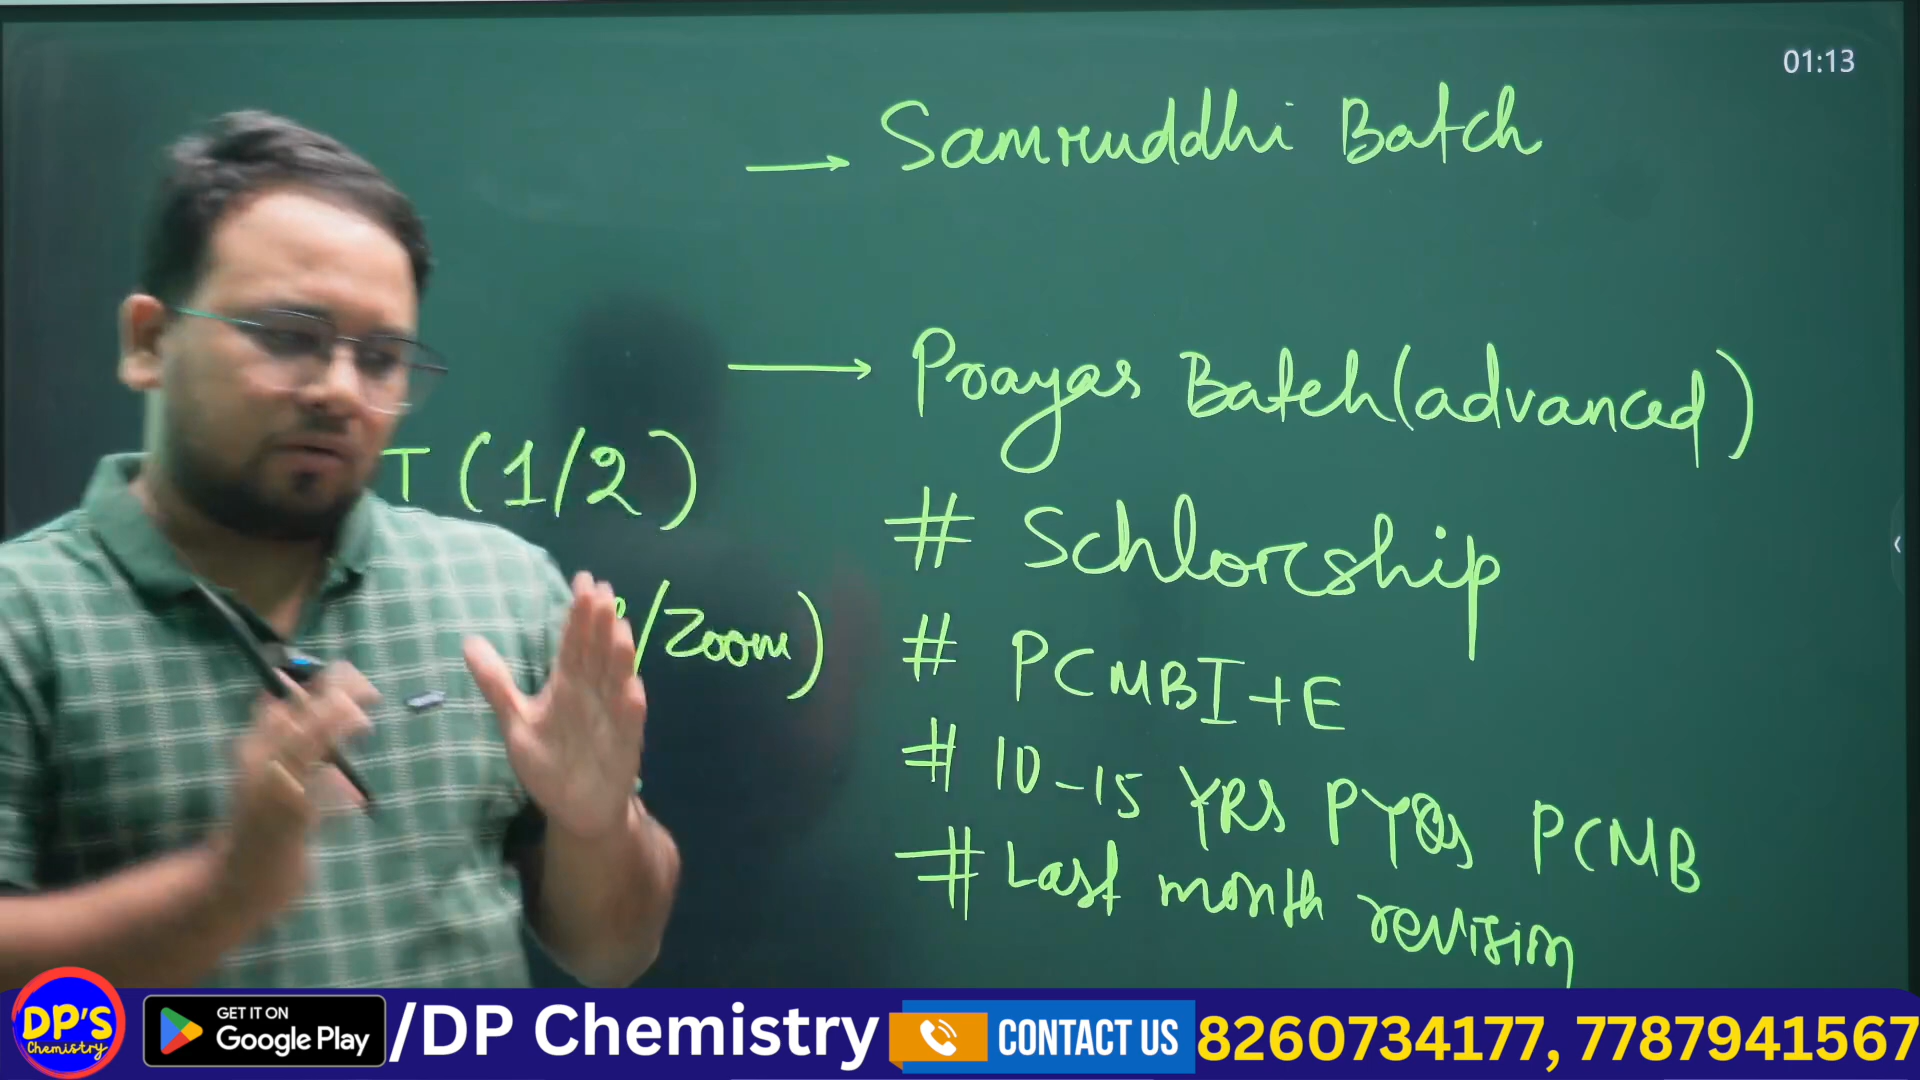 01:13
→ Samruddhi Batch
→ Prayas Batch (advanced)
T (1/2)
# Schlorship
/Zoom)
# PCMBI+E
# 10-15 YRS PYQs PCMB
# Last month revision
DP'S
Chemistry
GET IT ON
Google Play
/DP Chemistry
CONTACT US
8260734177, 7787941567